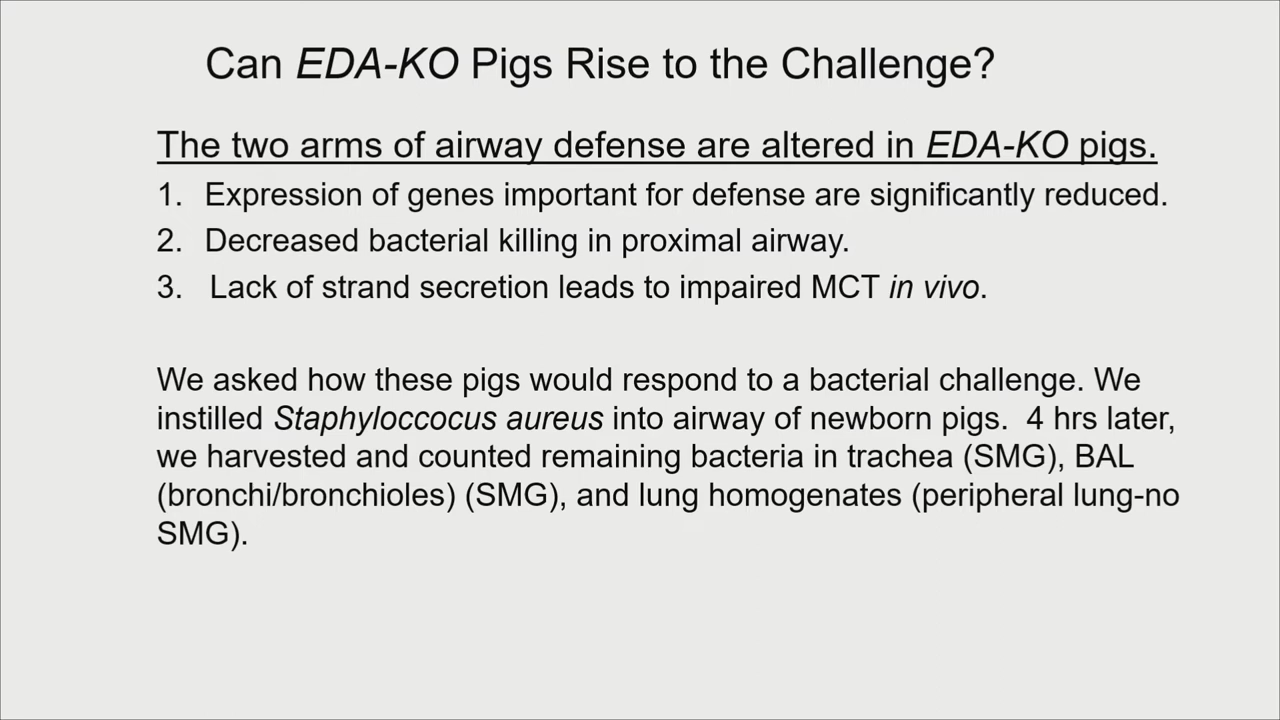 Can EDA-KO Pigs Rise to the Challenge?
The two arms of airway defense are altered in EDA-KO pigs.
1. Expression of genes important for defense are significantly reduced.
2. Decreased bacterial killing in proximal airway.
3. Lack of strand secretion leads to impaired MCT in vivo.
We asked how these pigs would respond to a bacterial challenge. We
instilled Staphyloccocus aureus into airway of newborn pigs. 4 hrs later,
we harvested and counted remaining bacteria in trachea (SMG), BAL
(bronchi/bronchioles) (SMG), and lung homogenates (peripheral lung-no
SMG).